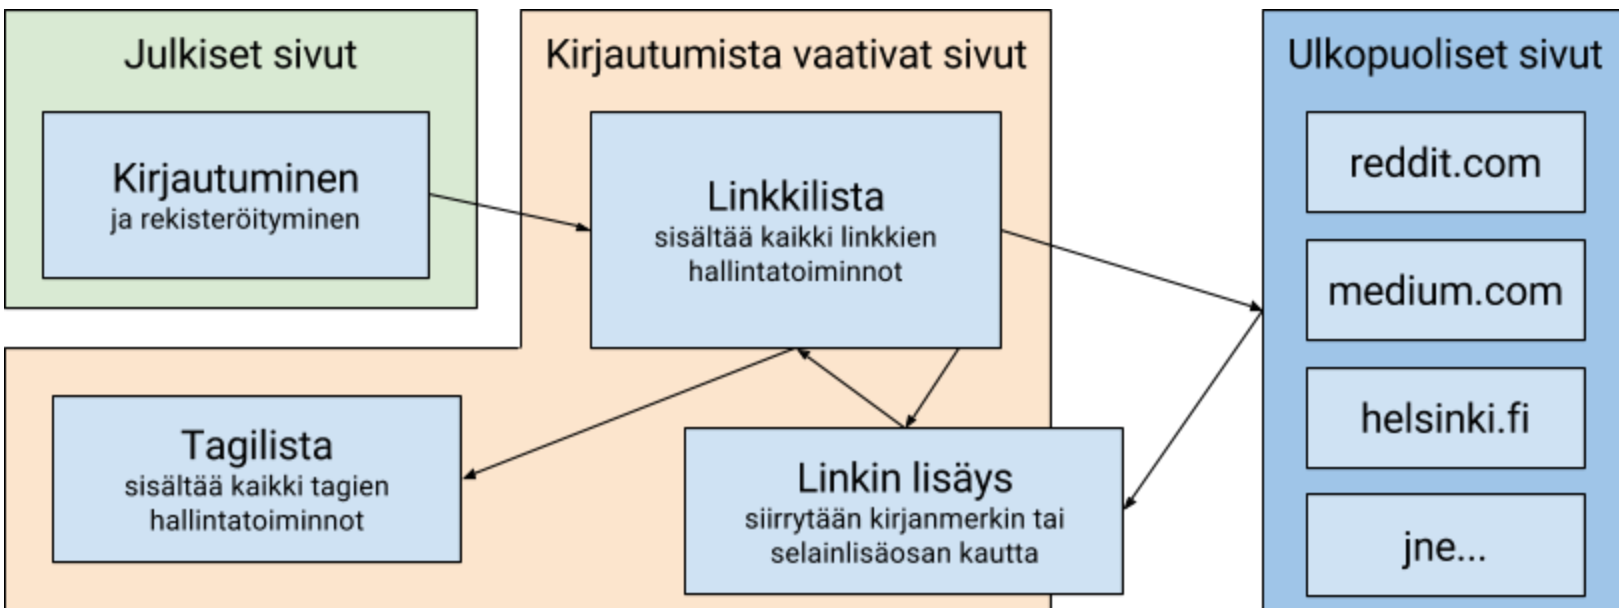 Julkiset sivut
Kirjautuminen
ja rekisteröityminen
Kirjautumista vaativat sivut
Linkkilista
sisältää kaikki linkkien
hallintatoiminnot
Tagilista
sisältää kaikki tagien
hallintatoiminnot
Linkin lisäys
siirrytään kirjanmerkin tai
selainlisäosan kautta
Ulkopuoliset sivut
reddit.com
medium.com
helsinki.fi
jne...